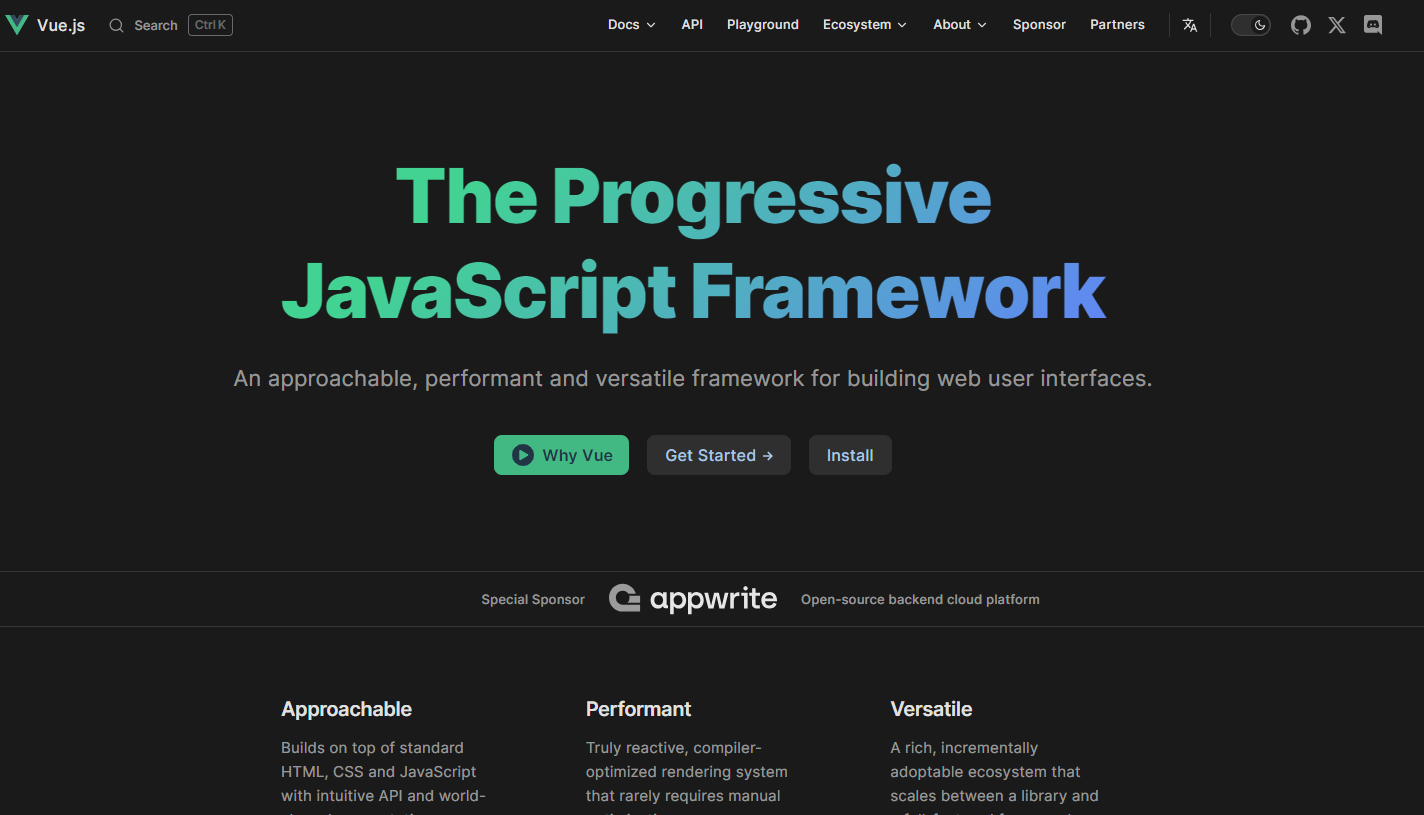 Vue.js Search Ctrl K Docs API Playground Ecosystem About Sponsor Partners
The Progressive
JavaScript Framework
An approachable, performant and versatile framework for building web user interfaces.
Why Vue Get Started → Install
Special Sponsor appwrite Open-source backend cloud platform
Approachable
Builds on top of standard
HTML, CSS and JavaScript
with intuitive API and world-
Performant
Truly reactive, compiler-
optimized rendering system
that rarely requires manual
Versatile
A rich, incrementally
adoptable ecosystem that
scales between a library and